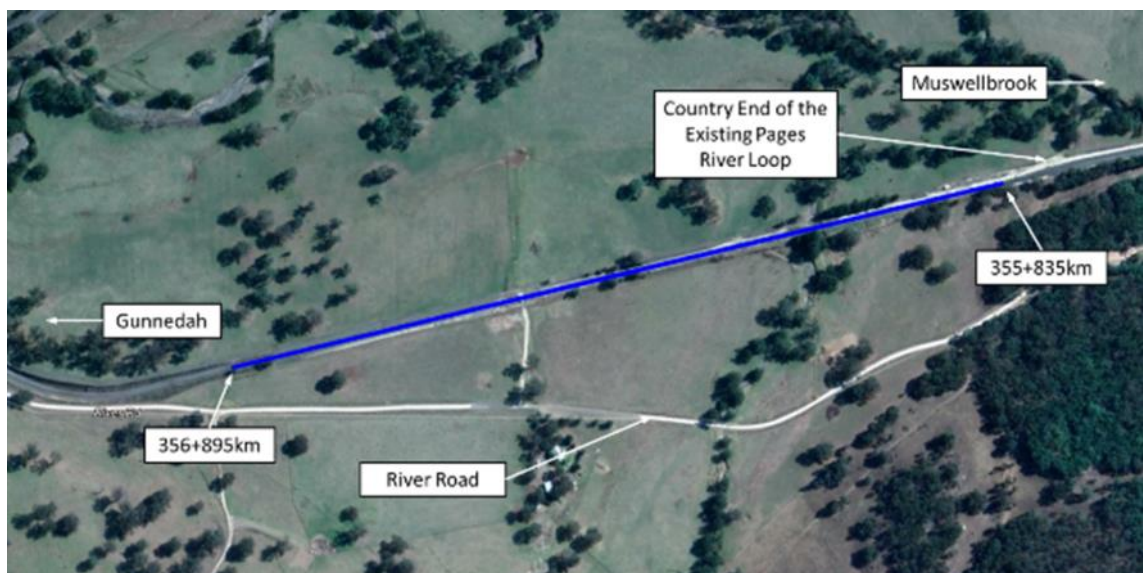 Muswellbrook
Country End of the
Existing Pages
River Loop
355+835km
Gunnedah
356+895km
River Road